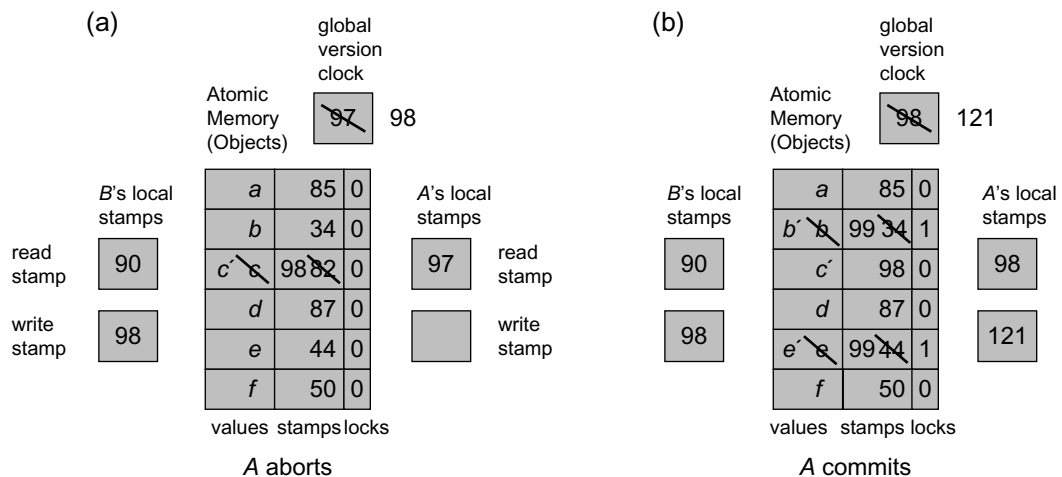 (a)
global
version
clock
Atomic
Memory
(Objects)
97 98
B's local
stamps
A's local
stamps
read
stamp
90
write
stamp
98
a 85 0
b 34 0
c´ c 98 82 0
d 87 0
e 44 0
f 50 0
values stamps locks
97
read
stamp
write
stamp
A aborts
(b)
global
version
clock
Atomic
Memory
(Objects)
98 121
B's local
stamps
A's local
stamps
90
98
a 85 0
b´ b 99 34 1
c´ 98 0
d 87 0
e´ e 99 44 1
f 50 0
values stamps locks
98
121
A commits